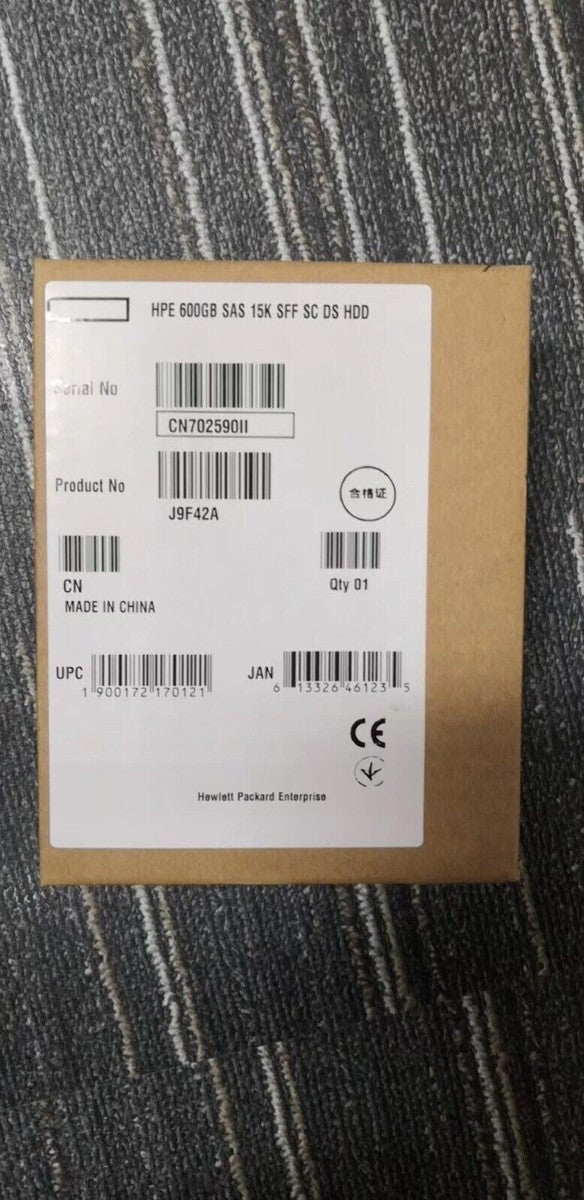 HPE 600GB SAS 15K SFF SC DS HDD
Serial No
CN702590II
Product No
J9F42A
合格证
CN
Qty 01
MADE IN CHINA
UPC
1 900172 170121
JAN
6 13326 46123 5
CE
Hewlett Packard Enterprise